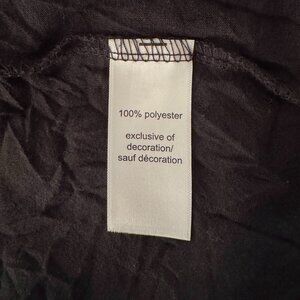 100% polyester
exclusive of
decoration/
sauf décoration